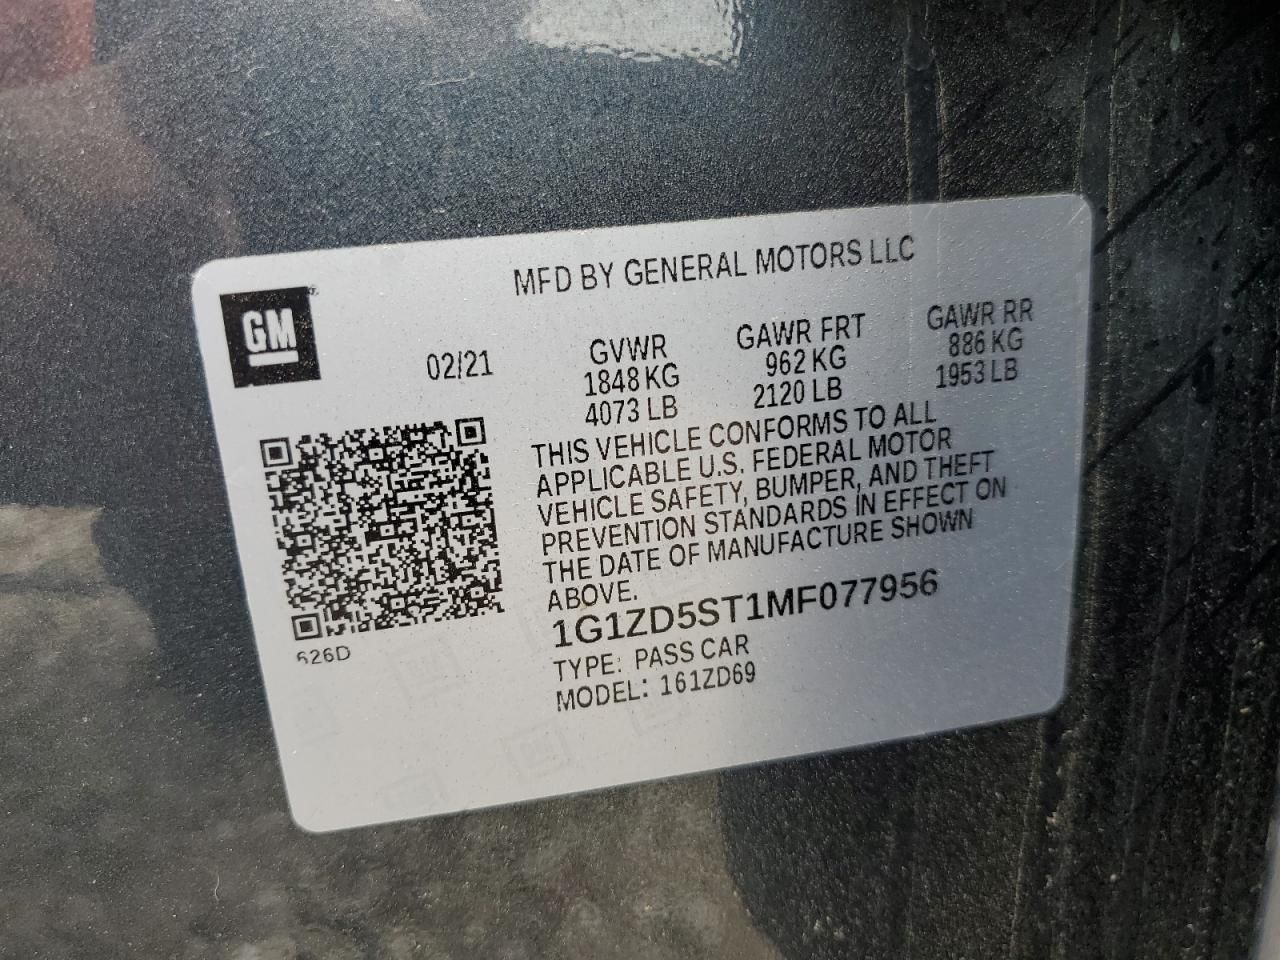 MFD BY GENERAL MOTORS LLC
GM
02/21
GVWR
1848 KG
4073 LB
GAWR FRT
962 KG
2120 LB
GAWR RR
886 KG
1953 LB
THIS VEHICLE CONFORMS TO ALL
APPLICABLE U.S. FEDERAL MOTOR
VEHICLE SAFETY, BUMPER, AND THEFT
PREVENTION STANDARDS IN EFFECT ON
THE DATE OF MANUFACTURE SHOWN
ABOVE.
1G1ZD5ST1MF077956
TYPE: PASS CAR
MODEL: 161ZD69
626D